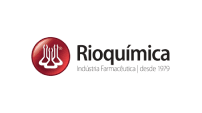 Rioquímica
Indústria Farmacêutica | desde 1979